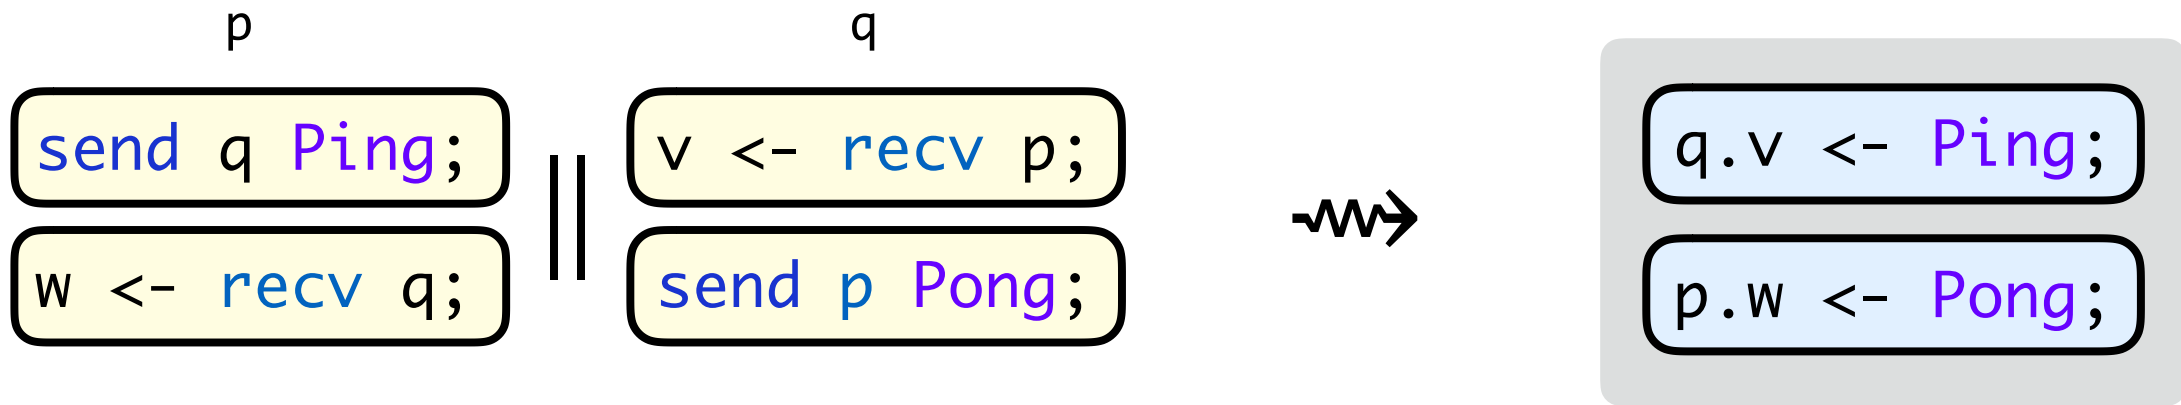 p
send q Ping;
w <- recv q;
||
q
v <- recv p;
send p Pong;
q.v <- Ping;
p.w <- Pong;